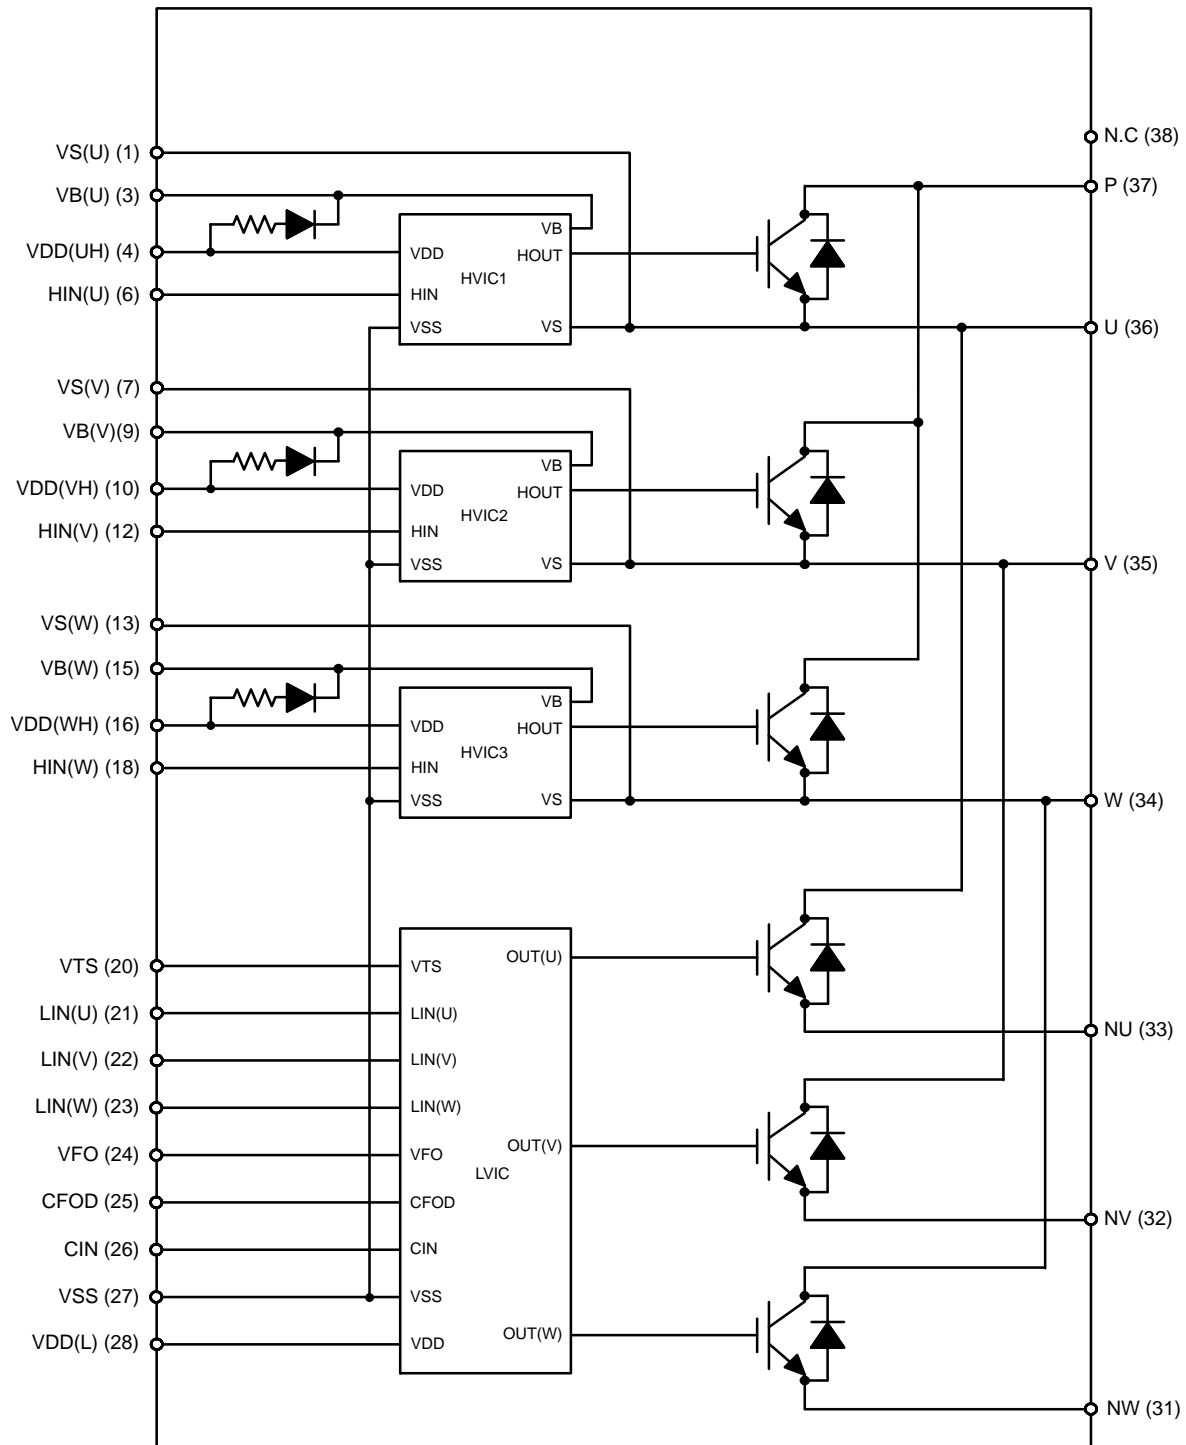 VS(U) (1)
VB(U) (3)
VDD(UH) (4)
HIN(U) (6)
VS(V) (7)
VB(V)(9)
VDD(VH) (10)
HIN(V) (12)
VS(W) (13)
VB(W) (15)
VDD(WH) (16)
HIN(W) (18)
VTS (20)
LIN(U) (21)
LIN(V) (22)
LIN(W) (23)
VFO (24)
CFOD (25)
CIN (26)
VSS (27)
VDD(L) (28)
VB
VDD
HOUT
HVIC1
HIN
VSS
VS
VB
VDD
HOUT
HVIC2
HIN
VSS
VS
VB
VDD
HOUT
HVIC3
HIN
VSS
VS
OUT(U)
VTS
LIN(U)
LIN(V)
LIN(W)
OUT(V)
VFO
LVIC
CFOD
CIN
VSS
OUT(W)
VDD
N.C (38)
P (37)
U (36)
V (35)
W (34)
NU (33)
NV (32)
NW (31)